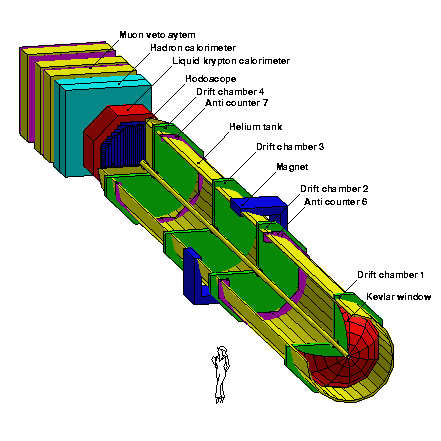 Muon veto sytem
Hadron calorimeter
Liquid krypton calorimeter
Hodoscope
Drift chamber 4
Anti counter 7
Helium tank
Drift chamber 3
Magnet
Drift chamber 2
Anti counter 6
Drift chamber 1
Kevlar window